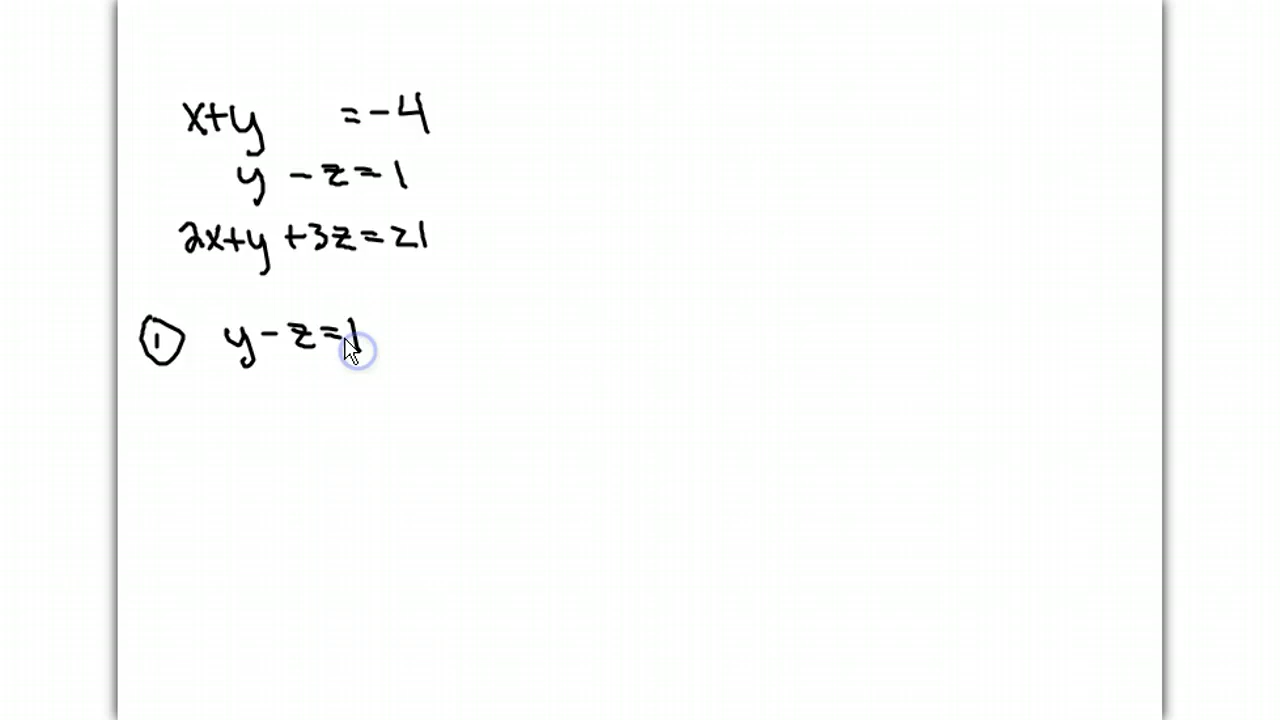 x+y = -4
y - z = 1
2x+y +3z = 21
① y - z = 1